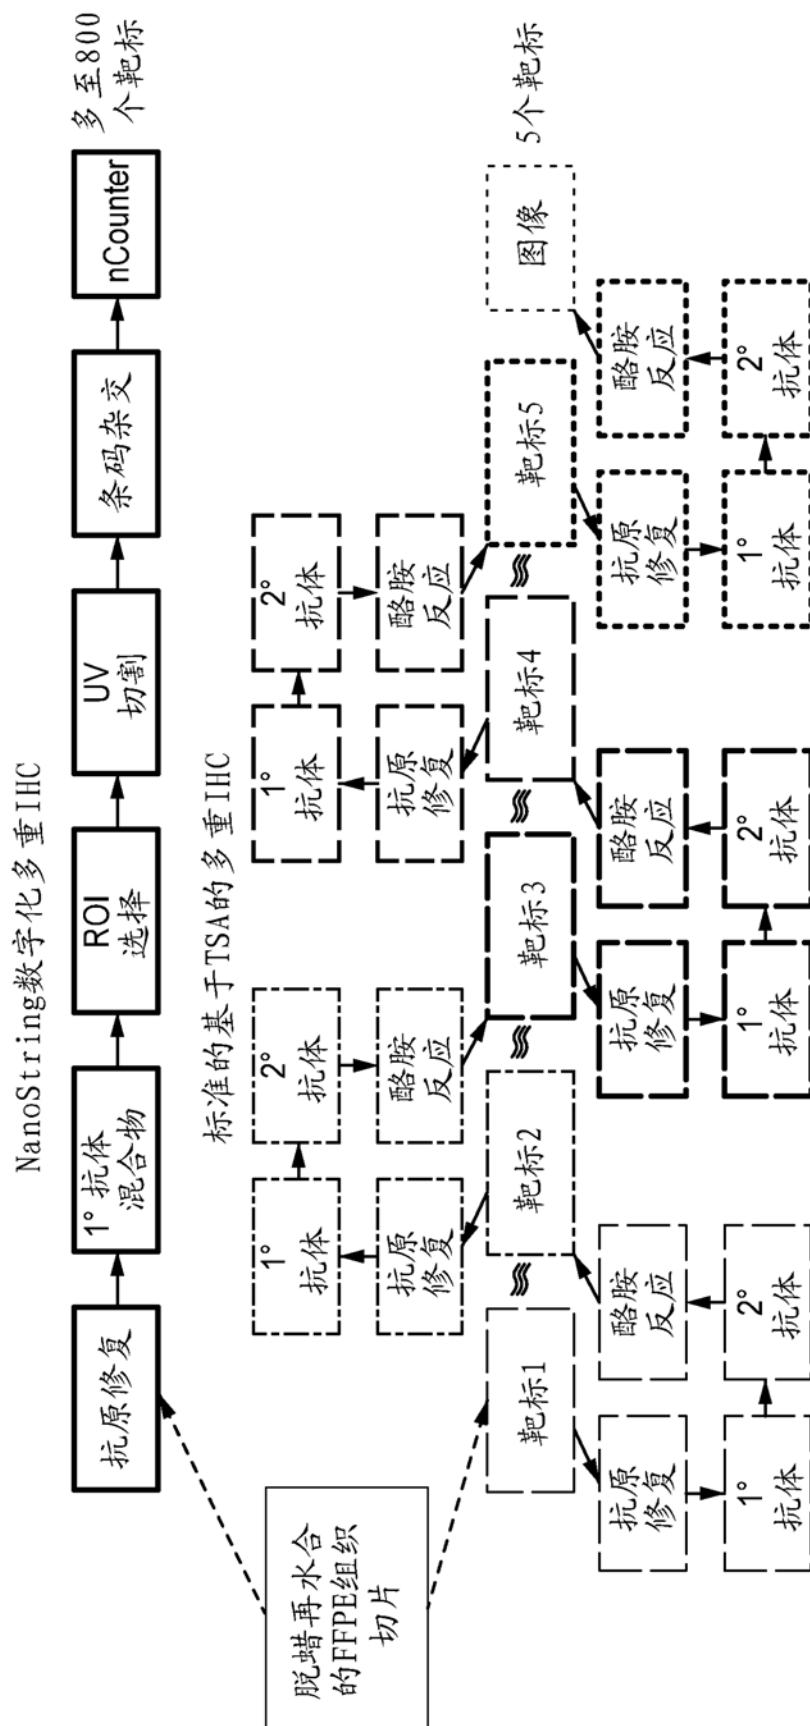 NanoString数字化多重IHC
抗原修复
1° 抗体
混合物
ROI
选择
UV
切割
条码杂交
nCounter
多至800
个靶标
脱蜡再水合
的FFPE组织
切片
标准的基于TSA的多重IHC
靶标1
抗原
修复
1°
抗体
2°
抗体
酪胺
反应
靶标2
抗原
修复
1°
抗体
2°
抗体
酪胺
反应
靶标3
抗原
修复
1°
抗体
2°
抗体
酪胺
反应
靶标4
抗原
修复
1°
抗体
2°
抗体
酪胺
反应
靶标5
抗原
修复
1°
抗体
2°
抗体
酪胺
反应
图像
5个靶标